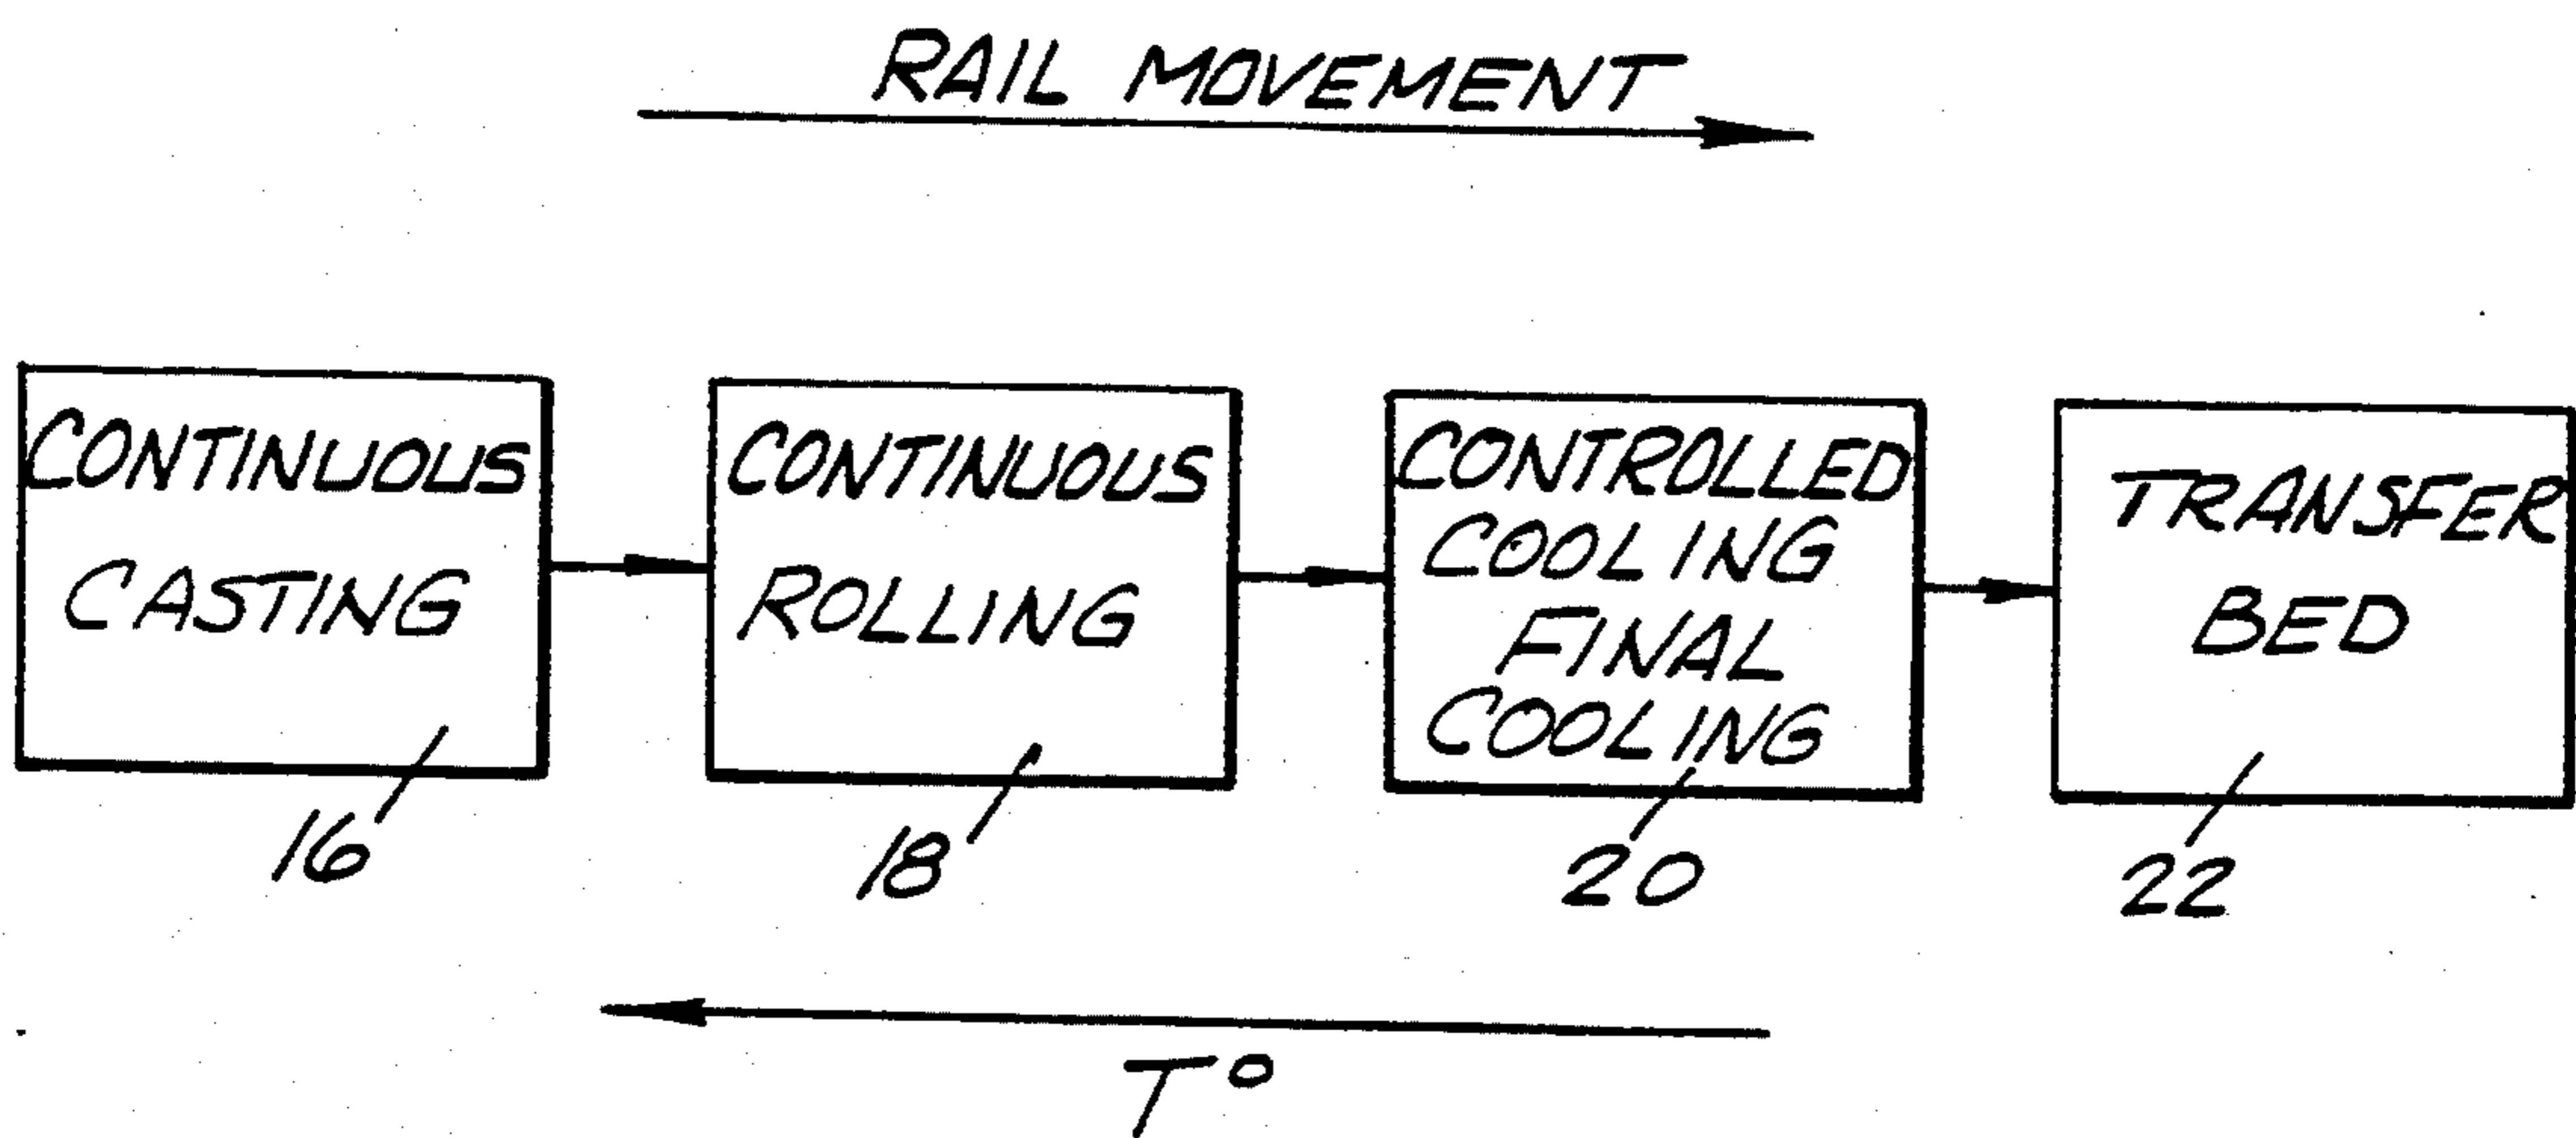 RAIL MOVEMENT
CONTINUOUS
CASTING
16
CONTINUOUS
ROLLING
18
CONTROLLED
COOLING
FINAL
COOLING
20
TRANSFER
BED
22
T°